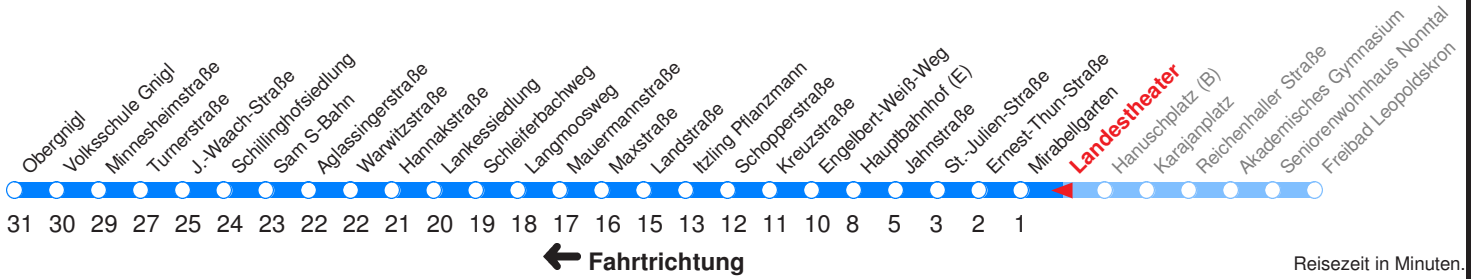 Obergnigl
Volksschule Gnigl
Minnesheimstraße
Turnerstraße
J.-Waach-Straße
Schillinghofsiedlung
Sam S-Bahn
Aglassingerstraße
Warwitzstraße
Hannakstraße
Lankessiedlung
Schleiferbachweg
Langmoosweg
Mauermannstraße
Maxstraße
Landstraße
Itzling Pflanzmann
Schopperstraße
Kreuzstraße
Engelbert-Weiß-Weg
Hauptbahnhof (E)
Jahnstraße
St.-Julien-Straße
Ernest-Thun-Straße
Mirabellgarten
Landestheater
Hanuschplatz (B)
Karajanplatz
Reichenhaller Straße
Akademisches Gymnasium
Seniorenwohnhaus Nonntal
Freibad Leopoldskron
31 30 29 27 25 24 23 22 22 21 20 19 18 17 16 15 13 12 11 10 8 5 3 2 1
Fahrtrichtung
Reisezeit in Minuten.